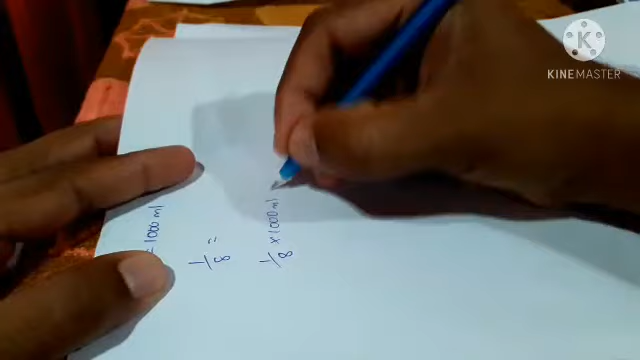 = 1000 ml
1/8 =
1/8 × 1000 ml
KINEMASTER